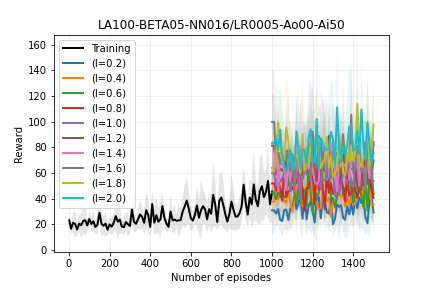 LA100-BETA05-NN016/LR0005-Ao00-Ai50
Reward
160
140
120
100
80
60
40
20
0
Training
(l=0.2)
(l=0.4)
(l=0.6)
(l=0.8)
(l=1.0)
(l=1.2)
(l=1.4)
(l=1.6)
(l=1.8)
(l=2.0)
0 200 400 600 800 1000 1200 1400
Number of episodes